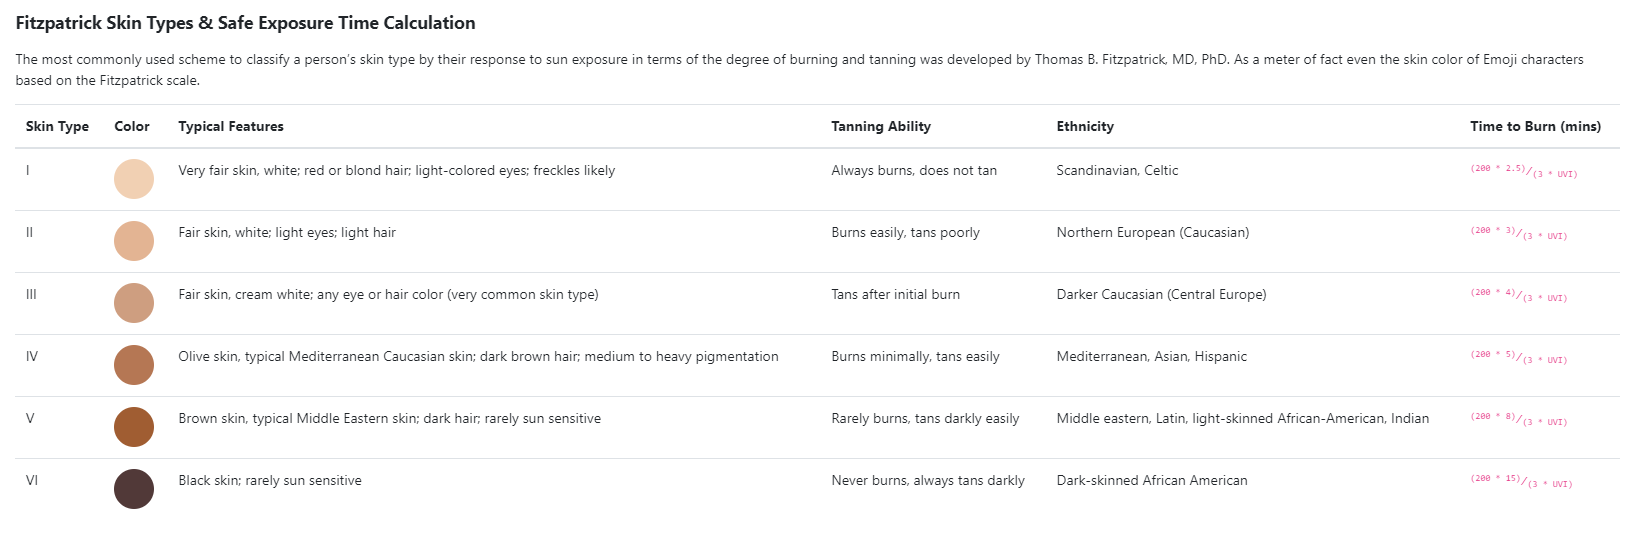 Fitzpatrick Skin Types & Safe Exposure Time Calculation
The most commonly used scheme to classify a person's skin type by their response to sun exposure in terms of the degree of burning and tanning was developed by Thomas B. Fitzpatrick, MD, PhD. As a meter of fact even the skin color of Emoji characters
based on the Fitzpatrick scale.
Skin Type Color Typical Features Tanning Ability Ethnicity Time to Burn (mins)
I Very fair skin, white; red or blond hair; light-colored eyes; freckles likely Always burns, does not tan Scandinavian, Celtic (200 * 2.5)/(3 * UVI)
II Fair skin, white; light eyes; light hair Burns easily, tans poorly Northern European (Caucasian) (200 * 3)/(3 * UVI)
III Fair skin, cream white; any eye or hair color (very common skin type) Tans after initial burn Darker Caucasian (Central Europe) (200 * 4)/(3 * UVI)
IV Olive skin, typical Mediterranean Caucasian skin; dark brown hair; medium to heavy pigmentation Burns minimally, tans easily Mediterranean, Asian, Hispanic (200 * 5)/(3 * UVI)
V Brown skin, typical Middle Eastern skin; dark hair; rarely sun sensitive Rarely burns, tans darkly easily Middle eastern, Latin, light-skinned African-American, Indian (200 * 8)/(3 * UVI)
VI Black skin; rarely sun sensitive Never burns, always tans darkly Dark-skinned African American (200 * 15)/(3 * UVI)